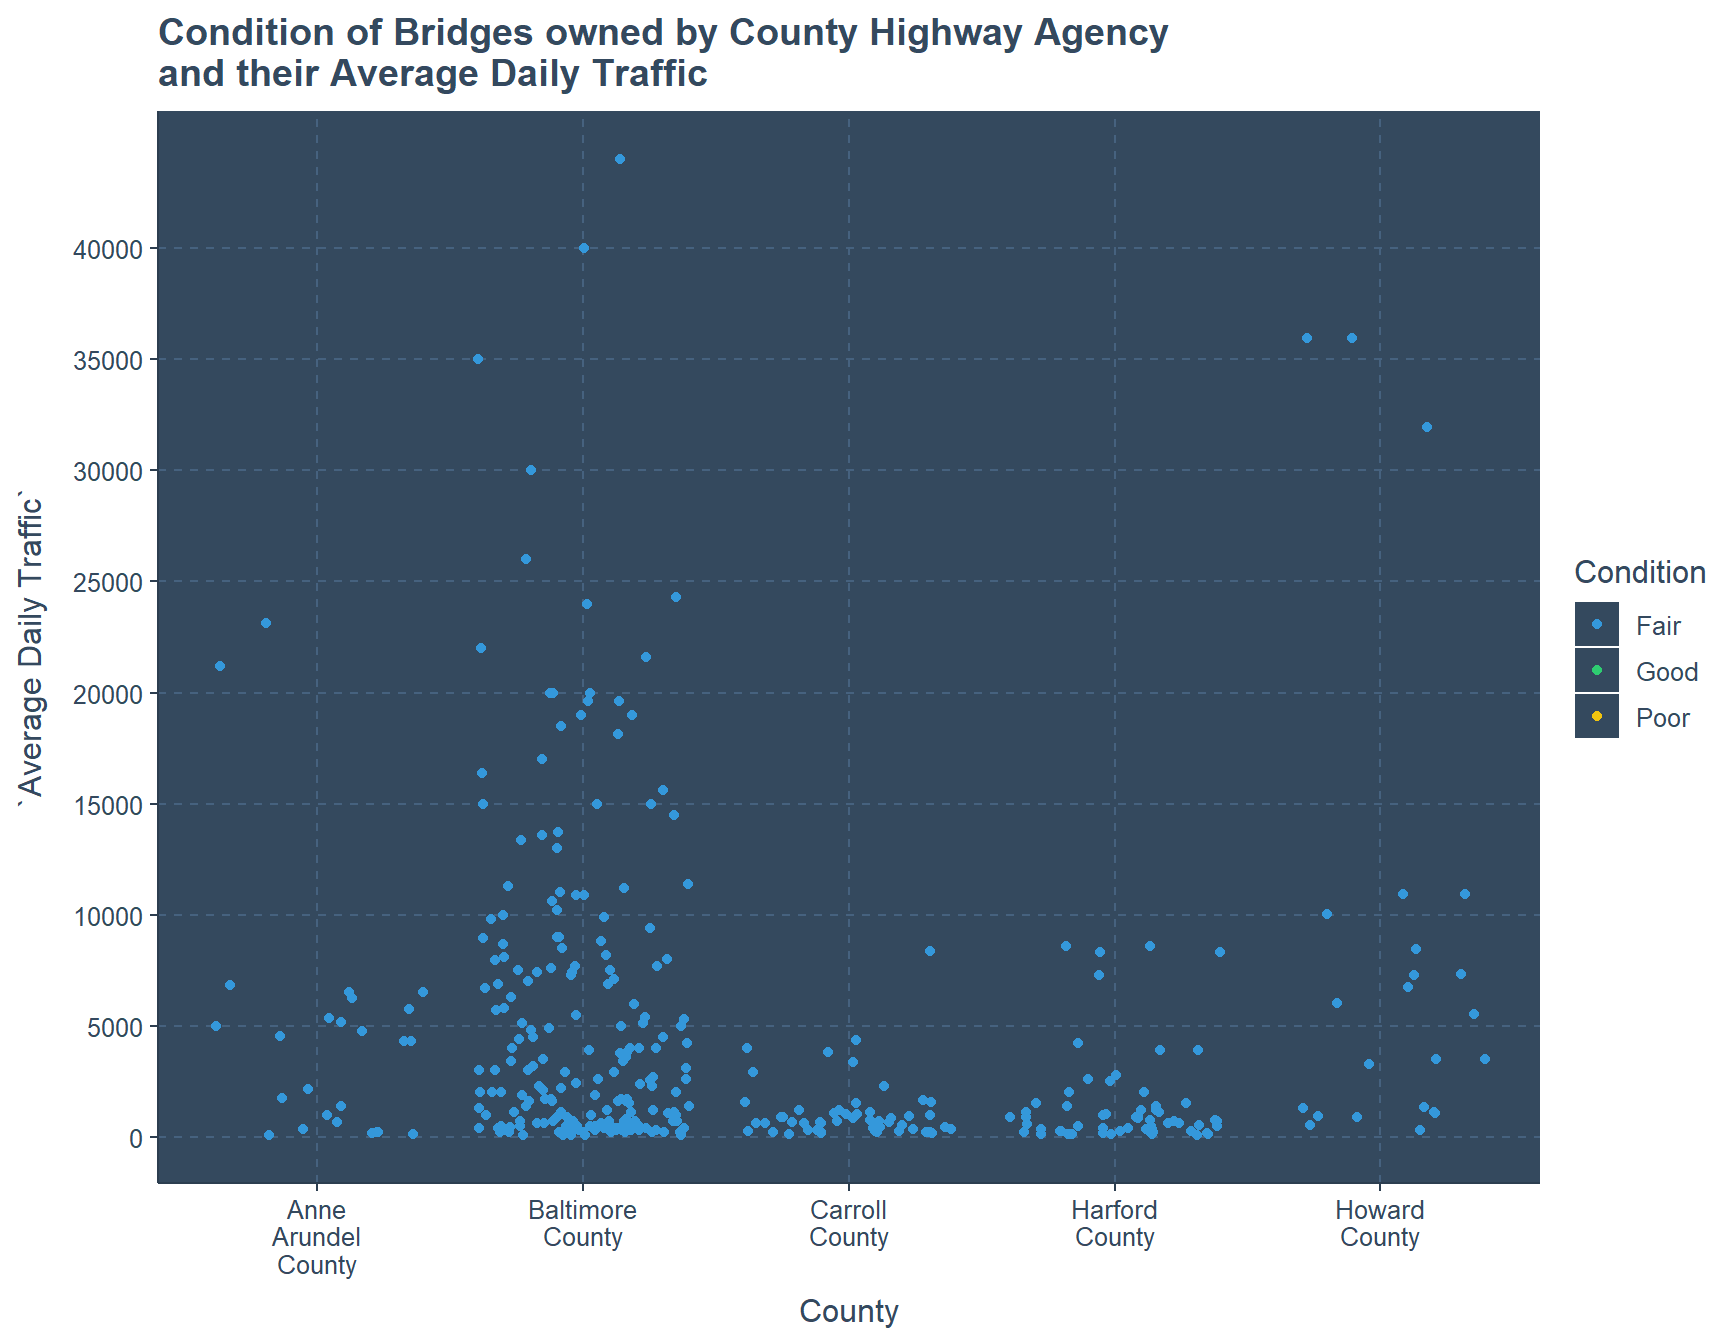 Condition of Bridges owned by County Highway Agency
and their Average Daily Traffic
`Average Daily Traffic`
40000
35000
30000
25000
20000
15000
10000
5000
0
Anne
Arundel
County
Baltimore
County
Carroll
County
Harford
County
Howard
County
County
Condition
Fair
Good
Poor